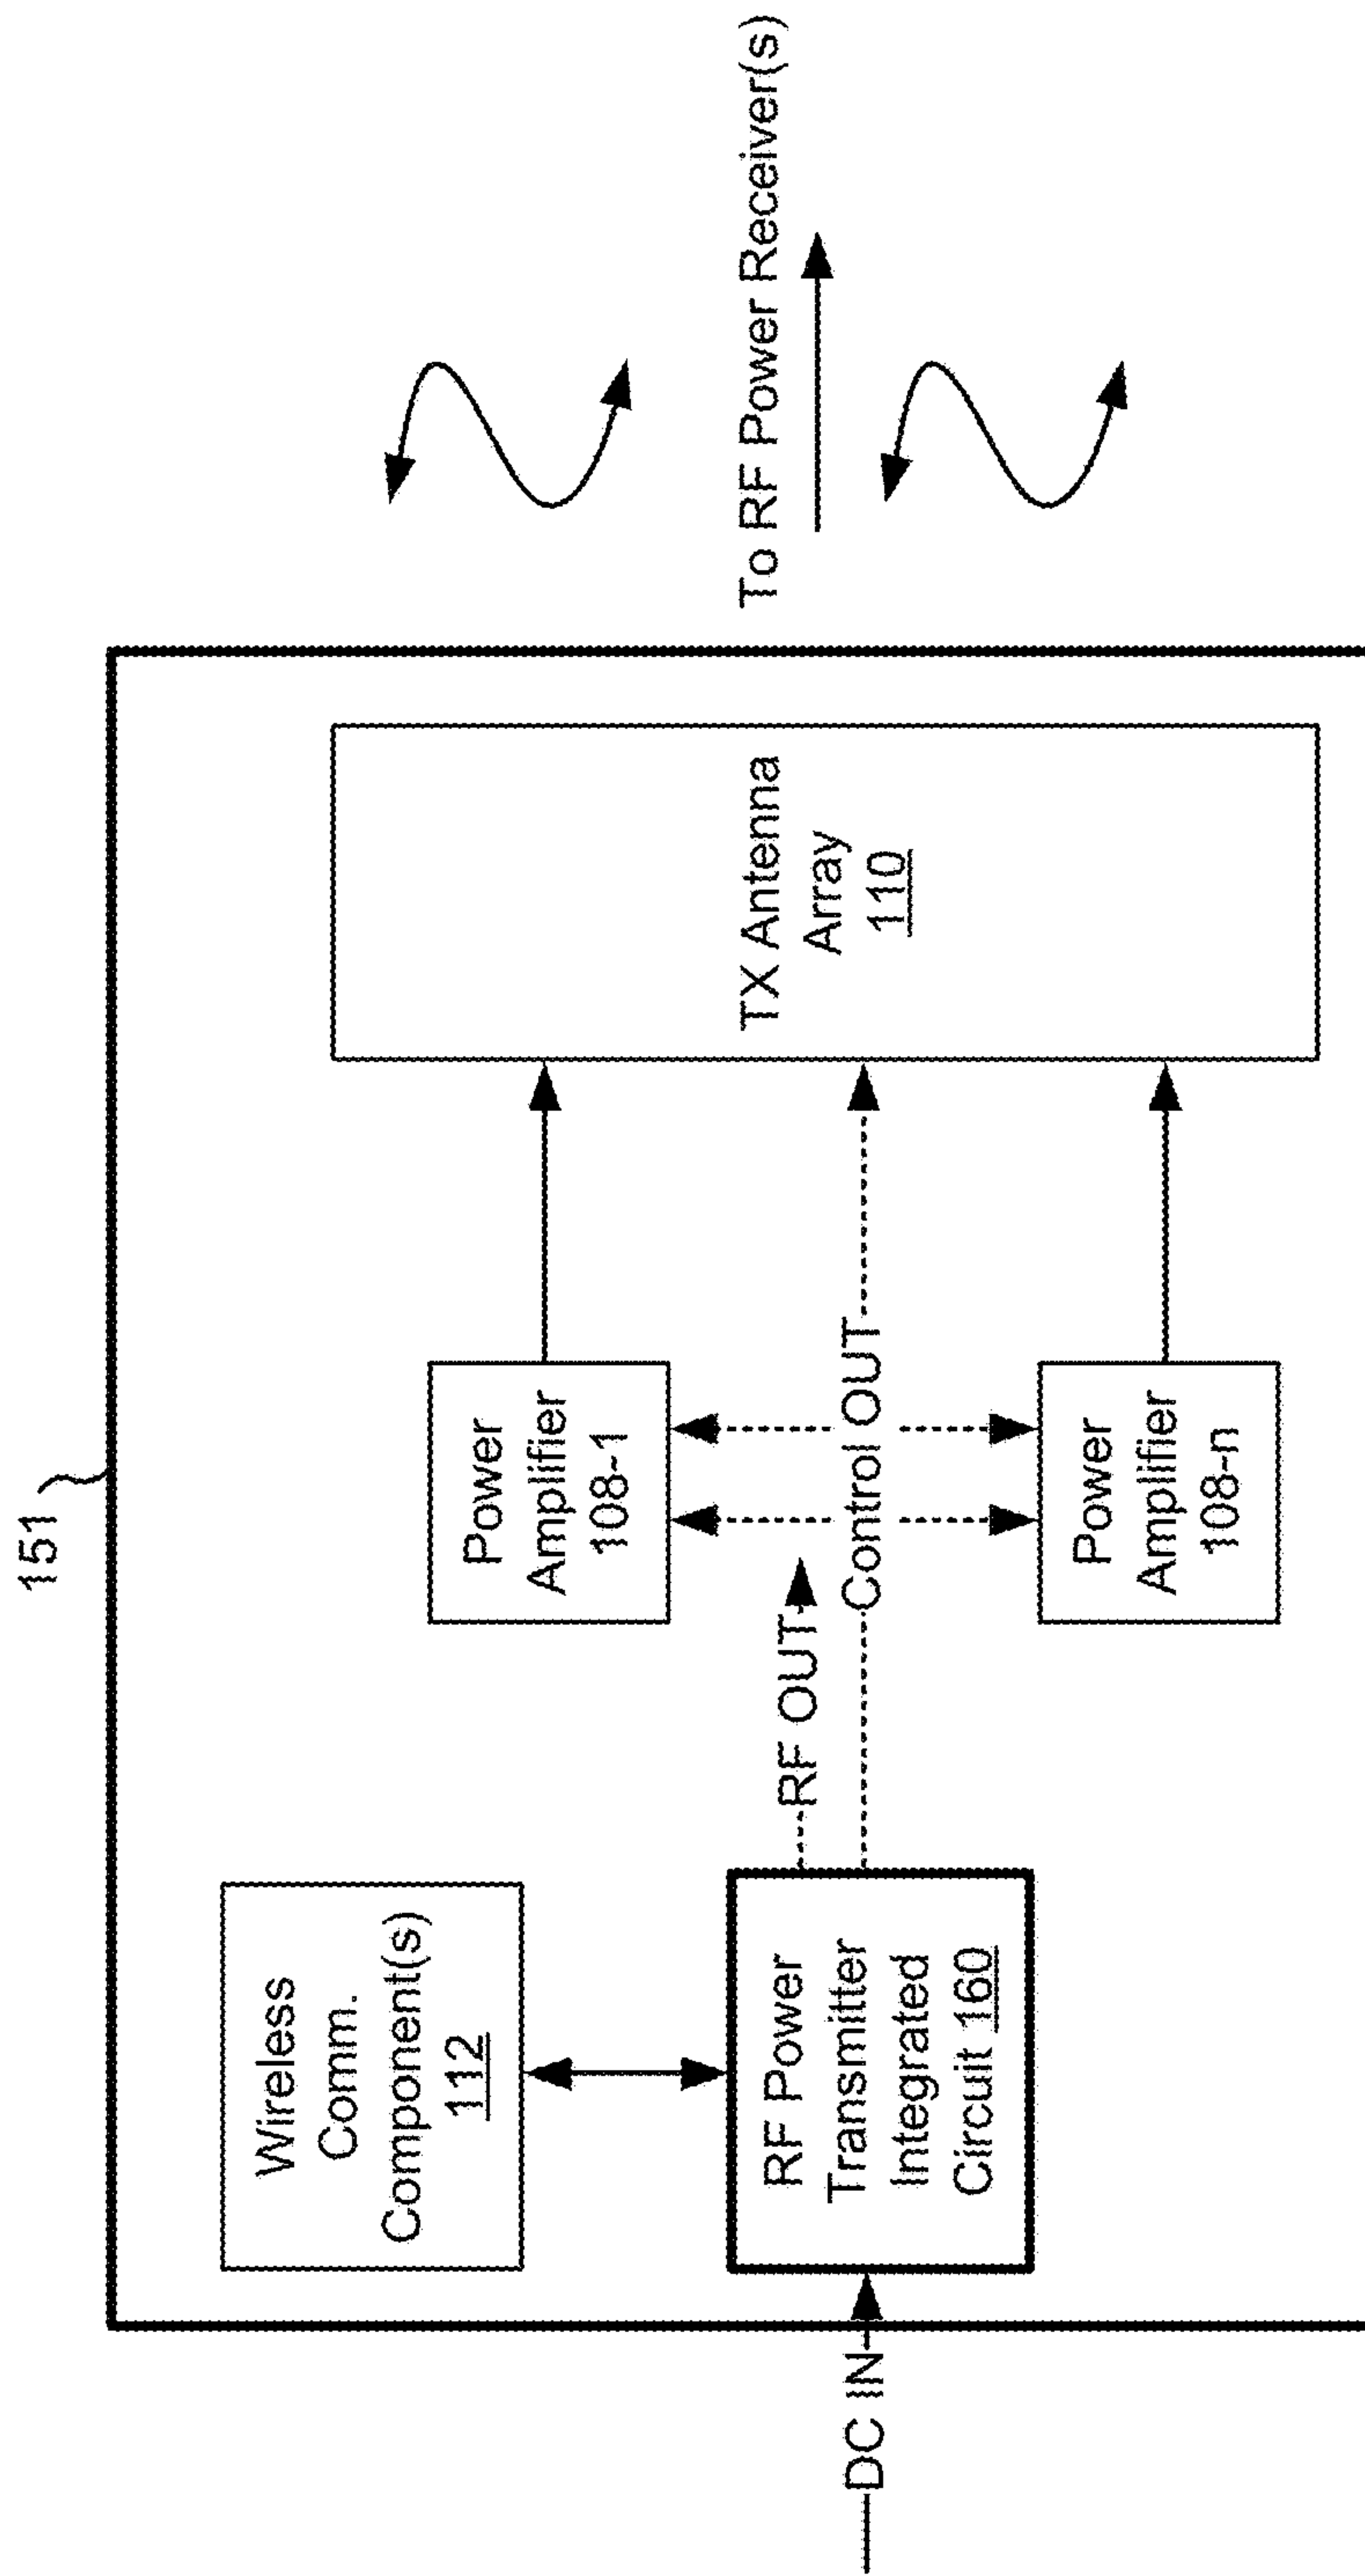 151
Wireless
Comm.
Component(s)
112
DC IN
RF Power
Transmitter
Integrated
Circuit 160
RF OUT
Control OUT
Power
Amplifier
108-1
Power
Amplifier
108-n
TX Antenna
Array
110
To RF Power Receiver(s)